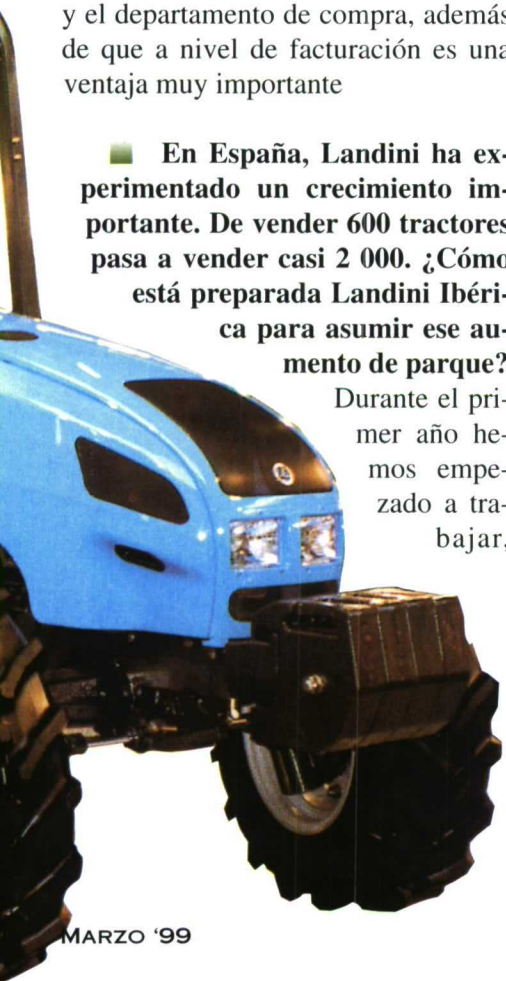 y el departamento de compra, además
de que a nivel de facturación es una
ventaja muy importante
En España, Landini ha ex-
perimentado un crecimiento im-
portante. De vender 600 tractores
pasa a vender casi 2 000. ¿Cómo
está preparada Landini Ibéri-
ca para asumir ese au-
mento de parque?
Durante el pri-
mer año he-
mos empe-
zado a tra-
bajar,
MARZO '99